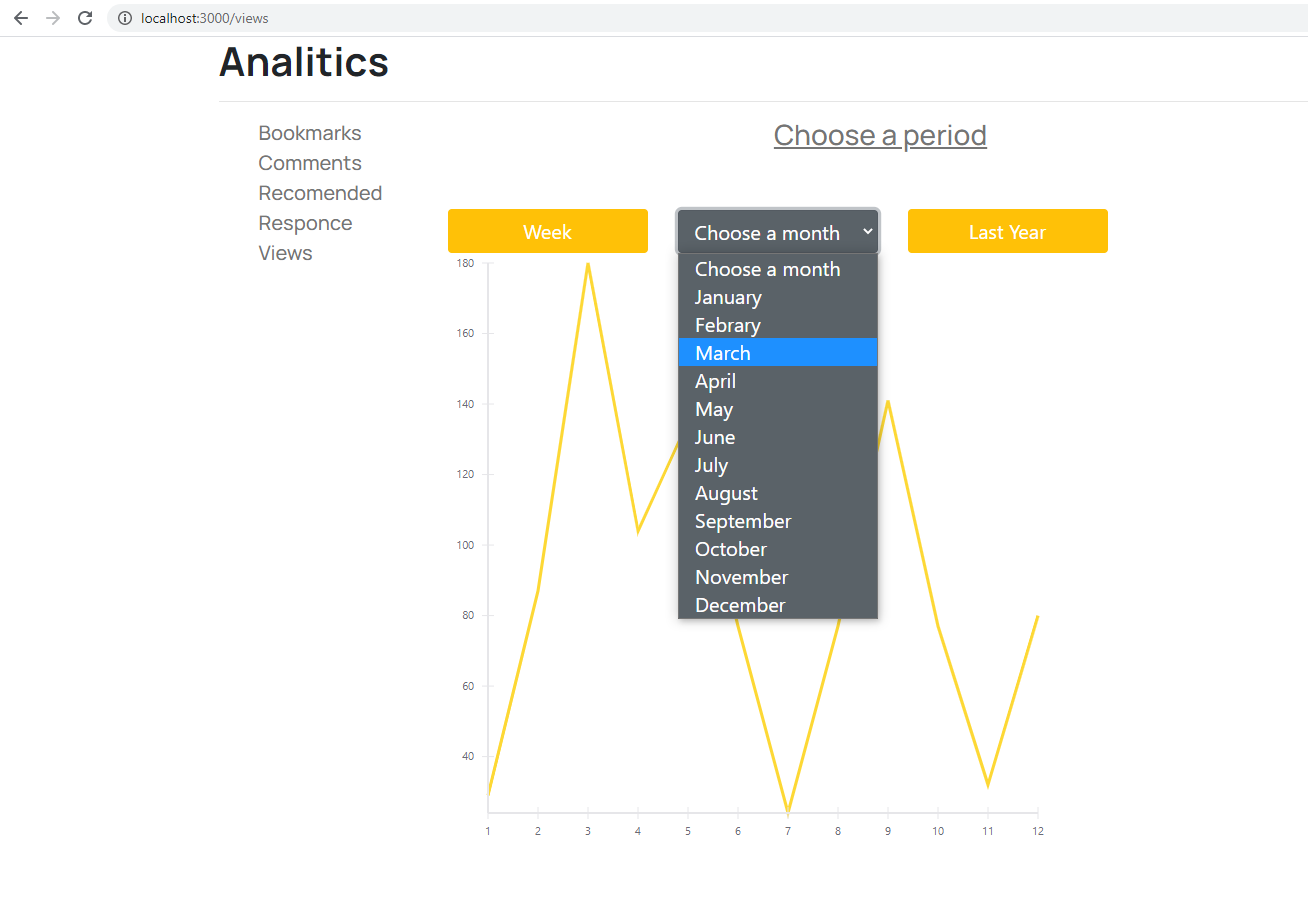 localhost:3000/views
Analitics
Bookmarks
Comments
Recomended
Responce
Views
Choose a period
Week
Choose a month
Last Year
Choose a month
January
Febrary
March
April
May
June
July
August
September
October
November
December
180
160
140
120
100
80
60
40
1 2 3 4 5 6 7 8 9 10 11 12